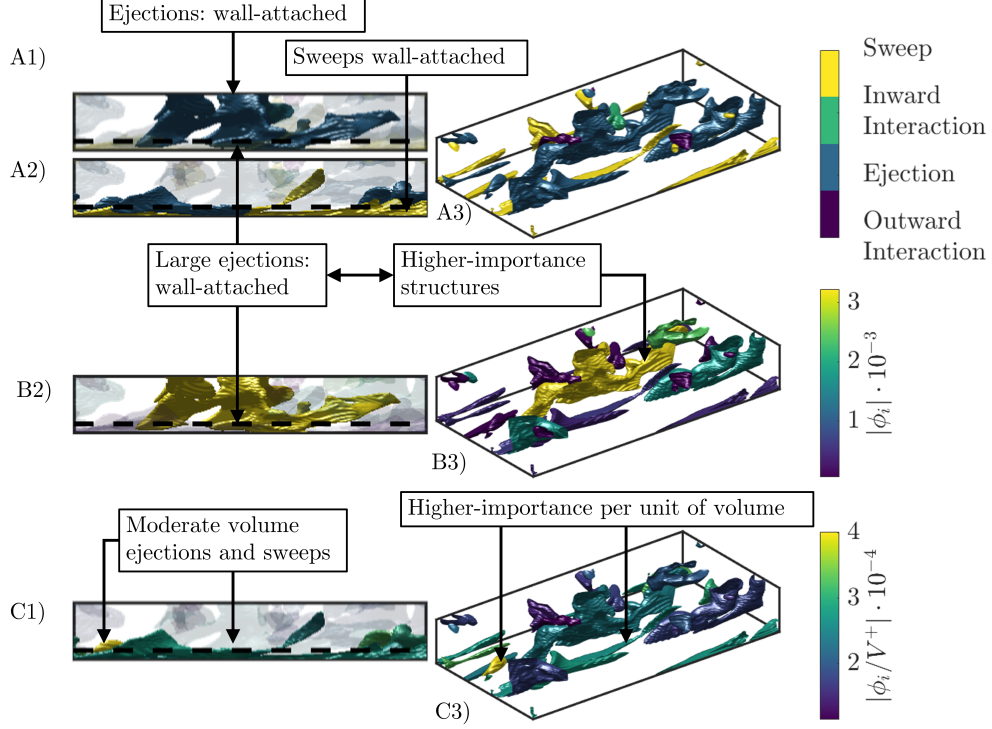 Ejections: wall-attached
A1)
Sweeps wall-attached
Sweep
Inward
Interaction
Ejection
Outward
Interaction
A2)
A3)
Large ejections:
wall-attached
Higher-importance
structures
3
2
1
|ϕᵢ| · 10⁻³
B2)
B3)
Higher-importance per unit of volume
Moderate volume
ejections and sweeps
4
3
2
|ϕᵢ/V⁺| · 10⁻⁴
C1)
C3)